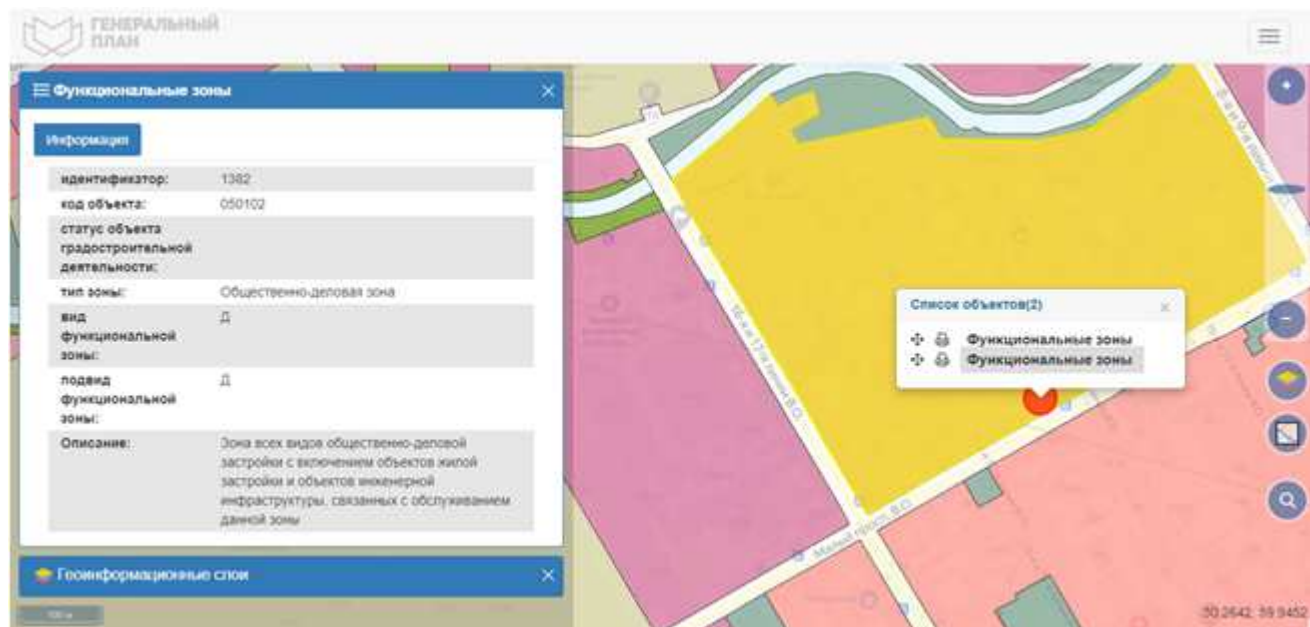 ГЕНЕРАЛЬНЫЙ
ПЛАН
Функциональные зоны
Информация
идентификатор: 1382
код объекта: 050102
статус объекта
градостроительной
деятельности:
тип зоны: Общественно-деловая зона
вид Д
функциональной
зоны:
подвид Д
функциональной
зоны:
Описание: Зона всех видов общественно-деловой
застройки с включением объектов жилой
застройки и объектов инженерной
инфраструктуры, связанных с обслуживанием
данной зоны
Геоинформационные слои
Список объектов(2)
Функциональные зоны
Функциональные зоны
16-я и 17-я линии В.О.
Малый просп. В.О.
30.2642, 59.9452